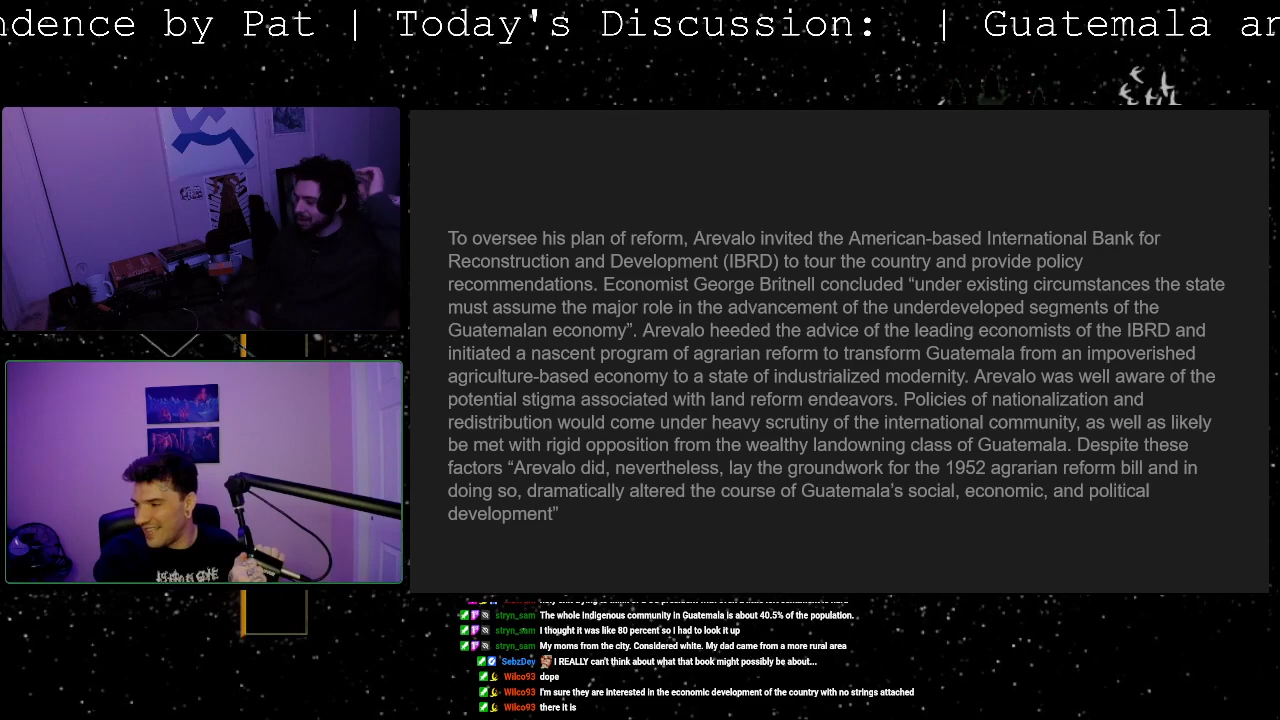 ndence by Pat | Today's Discussion: | Guatemala an
To oversee his plan of reform, Arevalo invited the American-based International Bank for
Reconstruction and Development (IBRD) to tour the country and provide policy
recommendations. Economist George Britnell concluded “under existing circumstances the state
must assume the major role in the advancement of the underdeveloped segments of the
Guatemalan economy”. Arevalo heeded the advice of the leading economists of the IBRD and
initiated a nascent program of agrarian reform to transform Guatemala from an impoverished
agriculture-based economy to a state of industrialized modernity. Arevalo was well aware of the
potential stigma associated with land reform endeavors. Policies of nationalization and
redistribution would come under heavy scrutiny of the international community, as well as likely
be met with rigid opposition from the wealthy landowning class of Guatemala. Despite these
factors “Arevalo did, nevertheless, lay the groundwork for the 1952 agrarian reform bill and in
doing so, dramatically altered the course of Guatemala’s social, economic, and political
development”
stryn_sam The whole indigenous community in Guatemala is about 40.5% of the population.
stryn_sam I thought it was like 80 percent so I had to look it up
stryn_sam My moms from the city. Considered white. My dad came from a more rural area
SebzDey I REALLY can't think about what that book might possibly be about...
Wilco93 dope
Wilco93 I'm sure they are interested in the economic development of the country with no strings attached
Wilco93 there it is